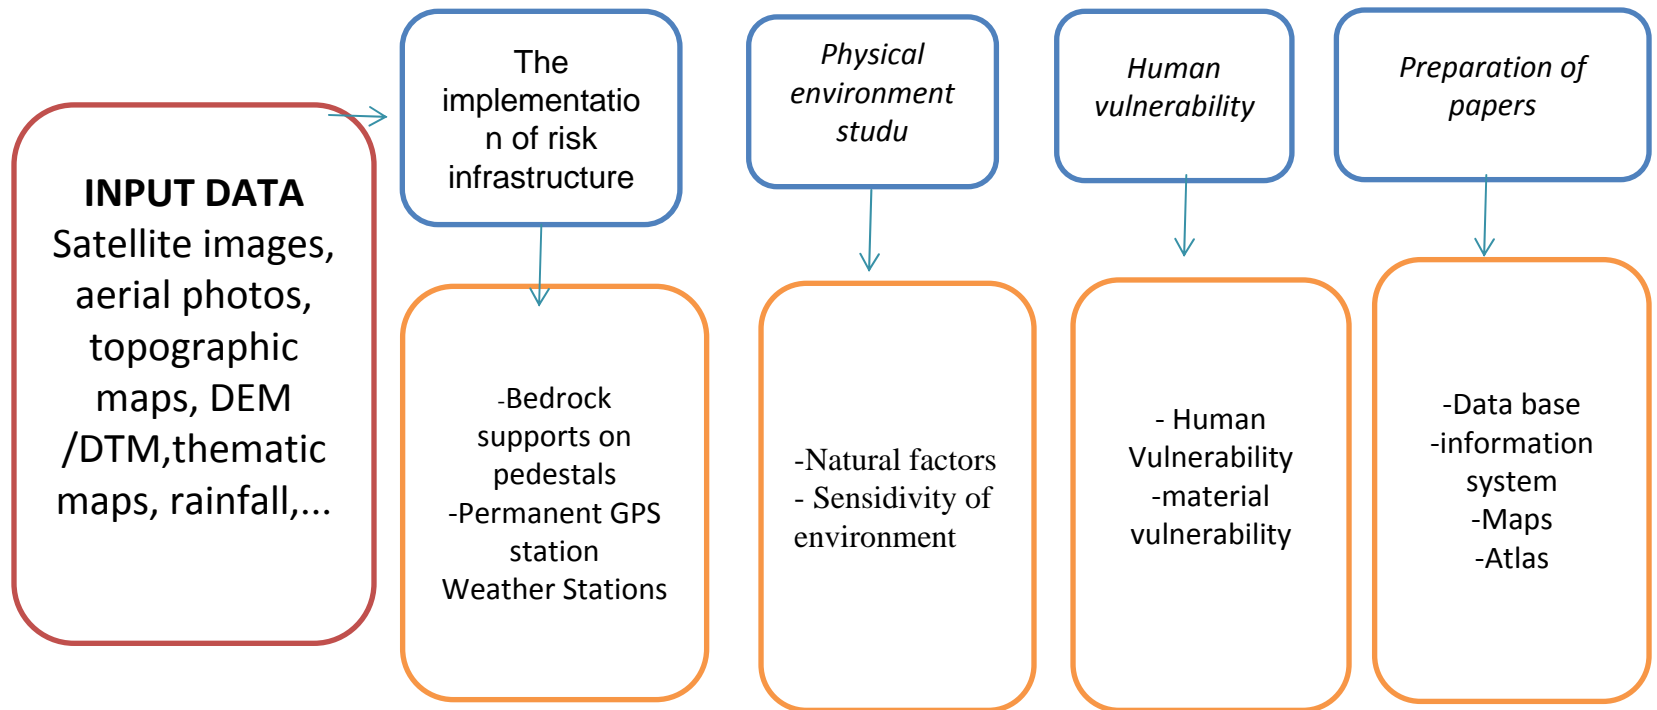 INPUT DATA
Satellite images,
aerial photos,
topographic
maps, DEM
/DTM,thematic
maps, rainfall,...
The
implementatio
n of risk
infrastructure
Physical
environment
studu
Human
vulnerability
Preparation of
papers
-Bedrock
supports on
pedestals
-Permanent GPS
station
Weather Stations
-Natural factors
- Sensidivity of
environment
- Human
Vulnerability
-material
vulnerability
-Data base
-information
system
-Maps
-Atlas